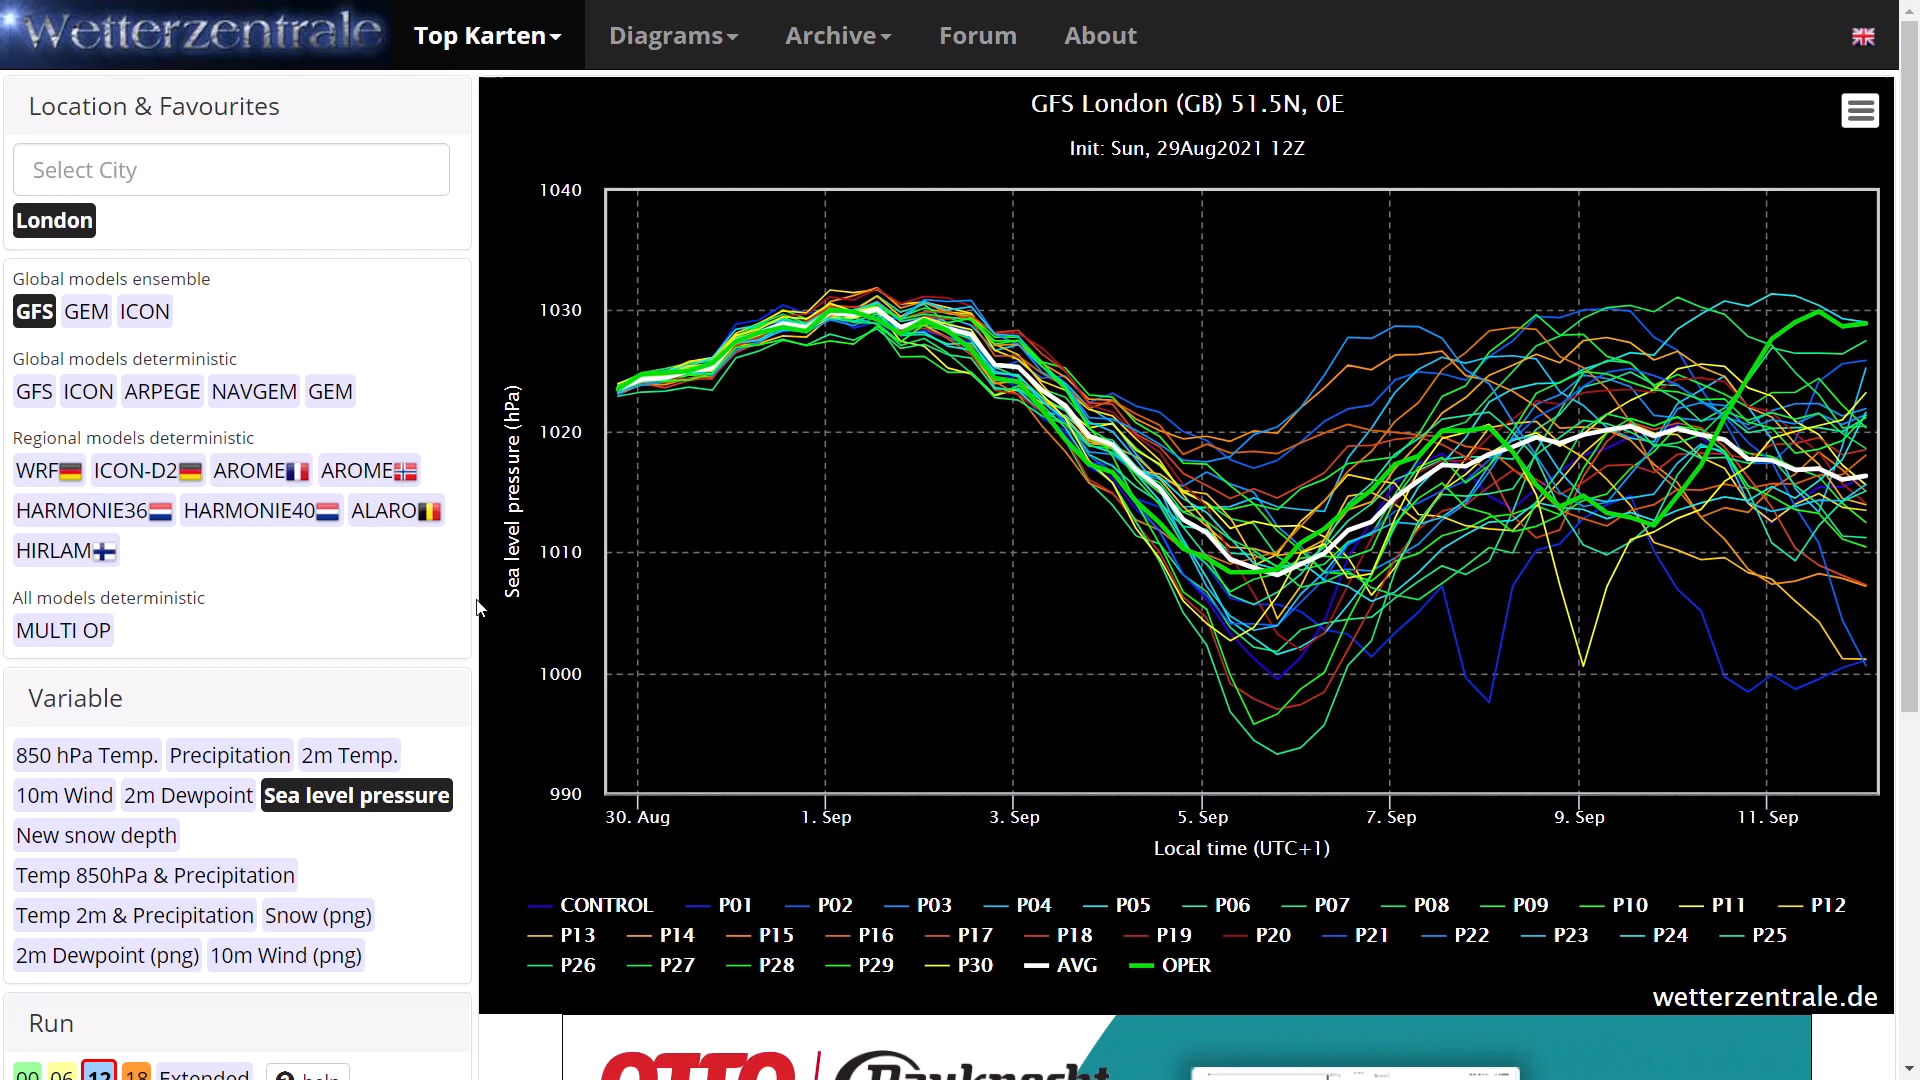 Wetterzentrale Top Karten Diagrams Archive Forum About
Location & Favourites
Select City
London
Global models ensemble
GFS GEM ICON
Global models deterministic
GFS ICON ARPEGE NAVGEM GEM
Regional models deterministic
WRF ICON-D2 AROME AROME
HARMONIE36 HARMONIE40 ALARO
HIRLAM
All models deterministic
MULTI OP
Variable
850 hPa Temp. Precipitation 2m Temp.
10m Wind 2m Dewpoint Sea level pressure
New snow depth
Temp 850hPa & Precipitation
Temp 2m & Precipitation Snow (png)
2m Dewpoint (png) 10m Wind (png)
Run
00 06 12 18 Extended help
GFS London (GB) 51.5N, 0E
Init: Sun, 29Aug2021 12Z
Sea level pressure (hPa)
1040
1030
1020
1010
1000
990
30. Aug 1. Sep 3. Sep 5. Sep 7. Sep 9. Sep 11. Sep
Local time (UTC+1)
CONTROL P01 P02 P03 P04 P05 P06 P07 P08 P09 P10 P11 P12
P13 P14 P15 P16 P17 P18 P19 P20 P21 P22 P23 P24 P25
P26 P27 P28 P29 P30 AVG OPER
wetterzentrale.de
OTTO Bauknecht